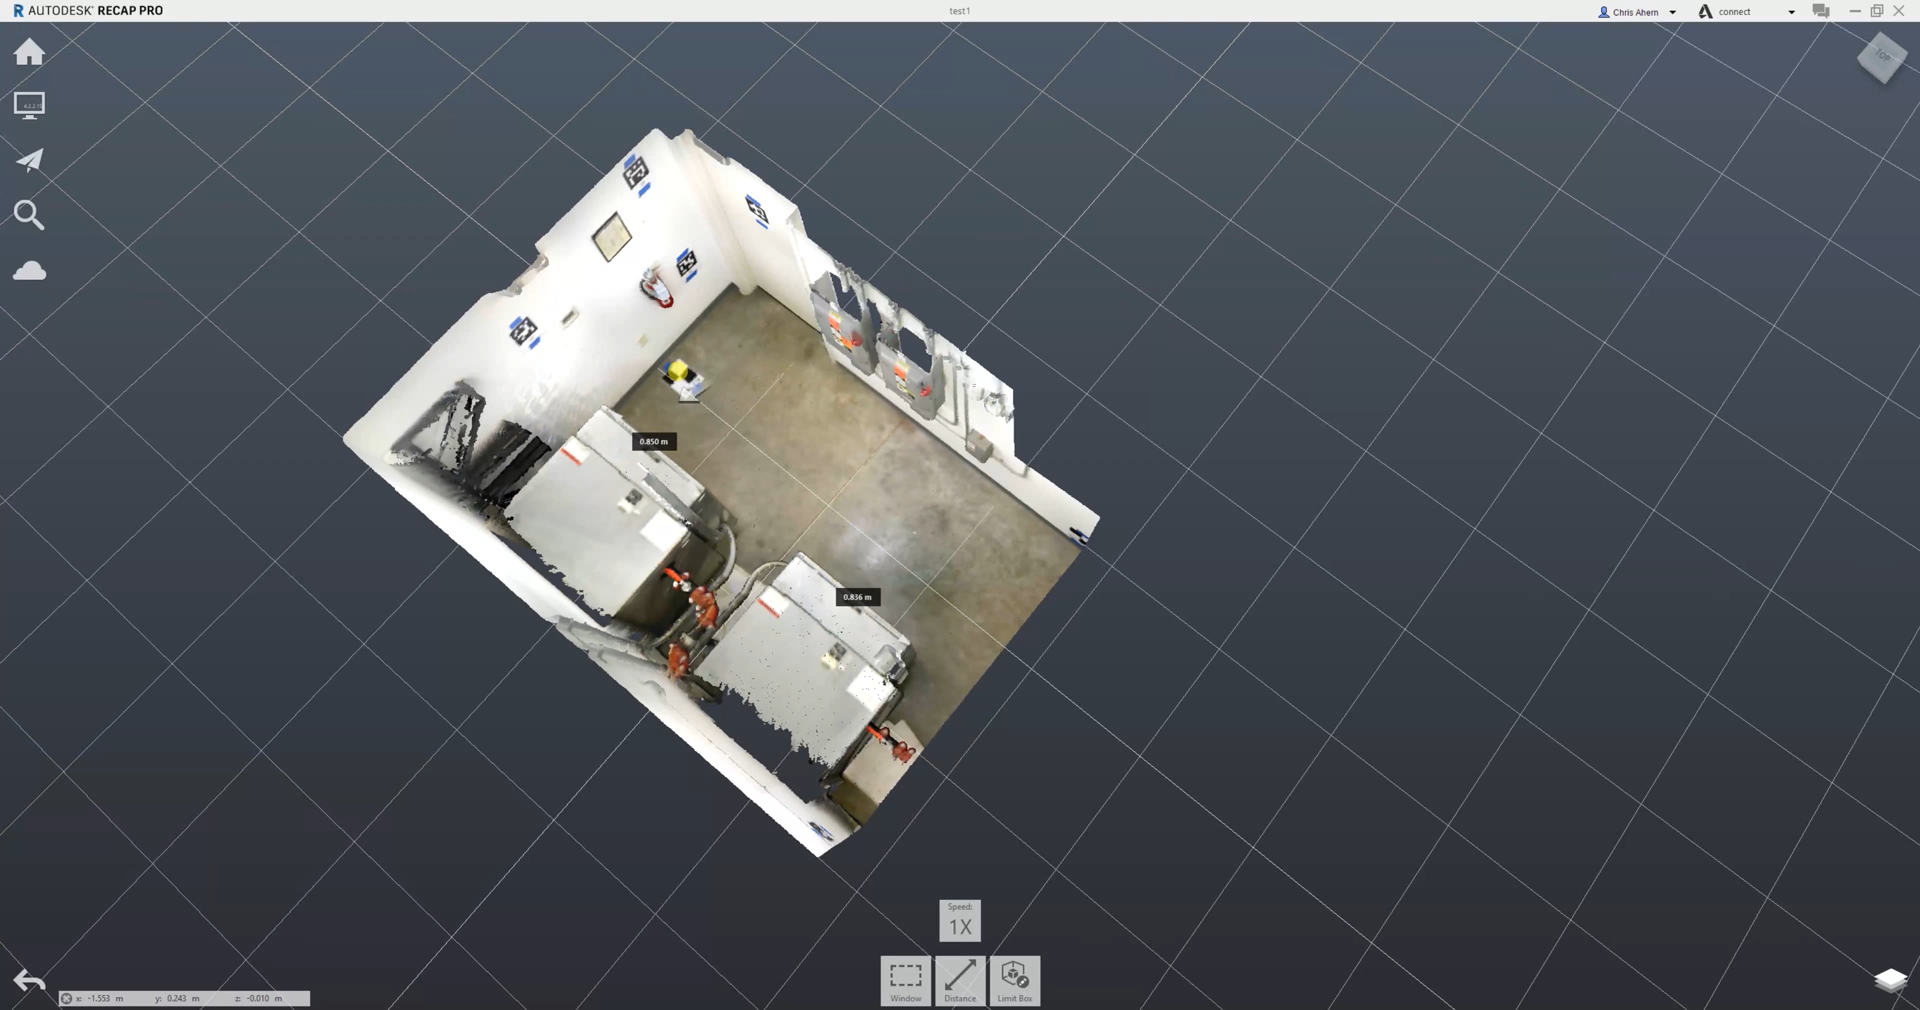 R AUTODESK® RECAP PRO
test1
Chris Ahern
connect
TOP
0.850 m
0.836 m
Speed:
1X
Window
Distance
Limit Box
x: -1.553 m y: 0.243 m z: -0.010 m